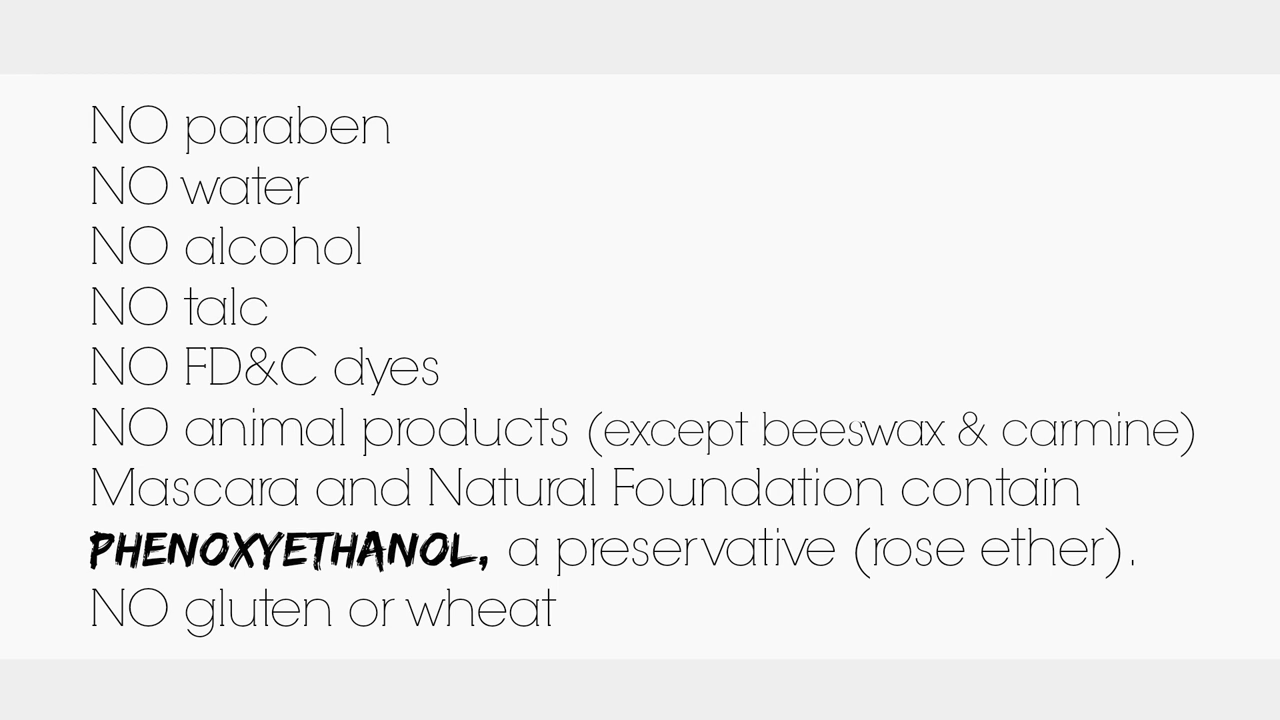 NO paraben
NO water
NO alcohol
NO talc
NO FD&C dyes
NO animal products (except beeswax & carmine)
Mascara and Natural Foundation contain
PHENOXYETHANOL, a preservative (rose ether).
NO gluten or wheat